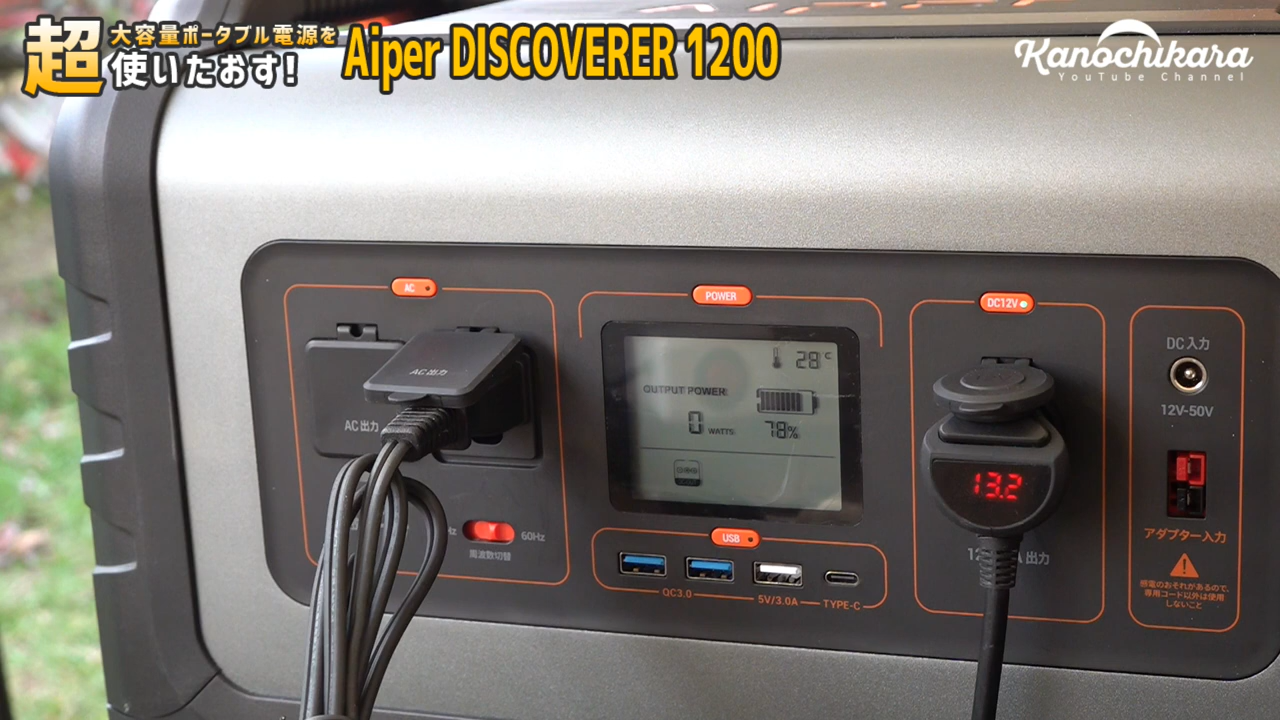 超
大容量ポータブル電源を
使いたおす!
Aiper DISCOVERER 1200
Kanochikara
YouTube Channel
AC
POWER
DC12V
AC出力
AC出力
28°C
OUTPUT POWER
0 WATTS
78%
13.2
DC入力
12V-50V
アダプター入力
感電のおそれがあるので、
専用コード以外は使用
しないこと
60Hz
周波数切替
USB
QC3.0
5V/3.0A
TYPE-C
出力